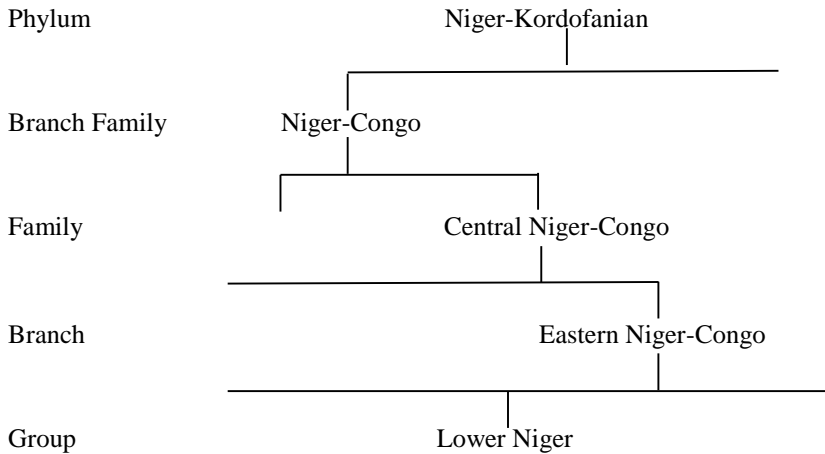 Phylum Niger-Kordofanian
Branch Family Niger-Congo
Family Central Niger-Congo
Branch Eastern Niger-Congo
Group Lower Niger